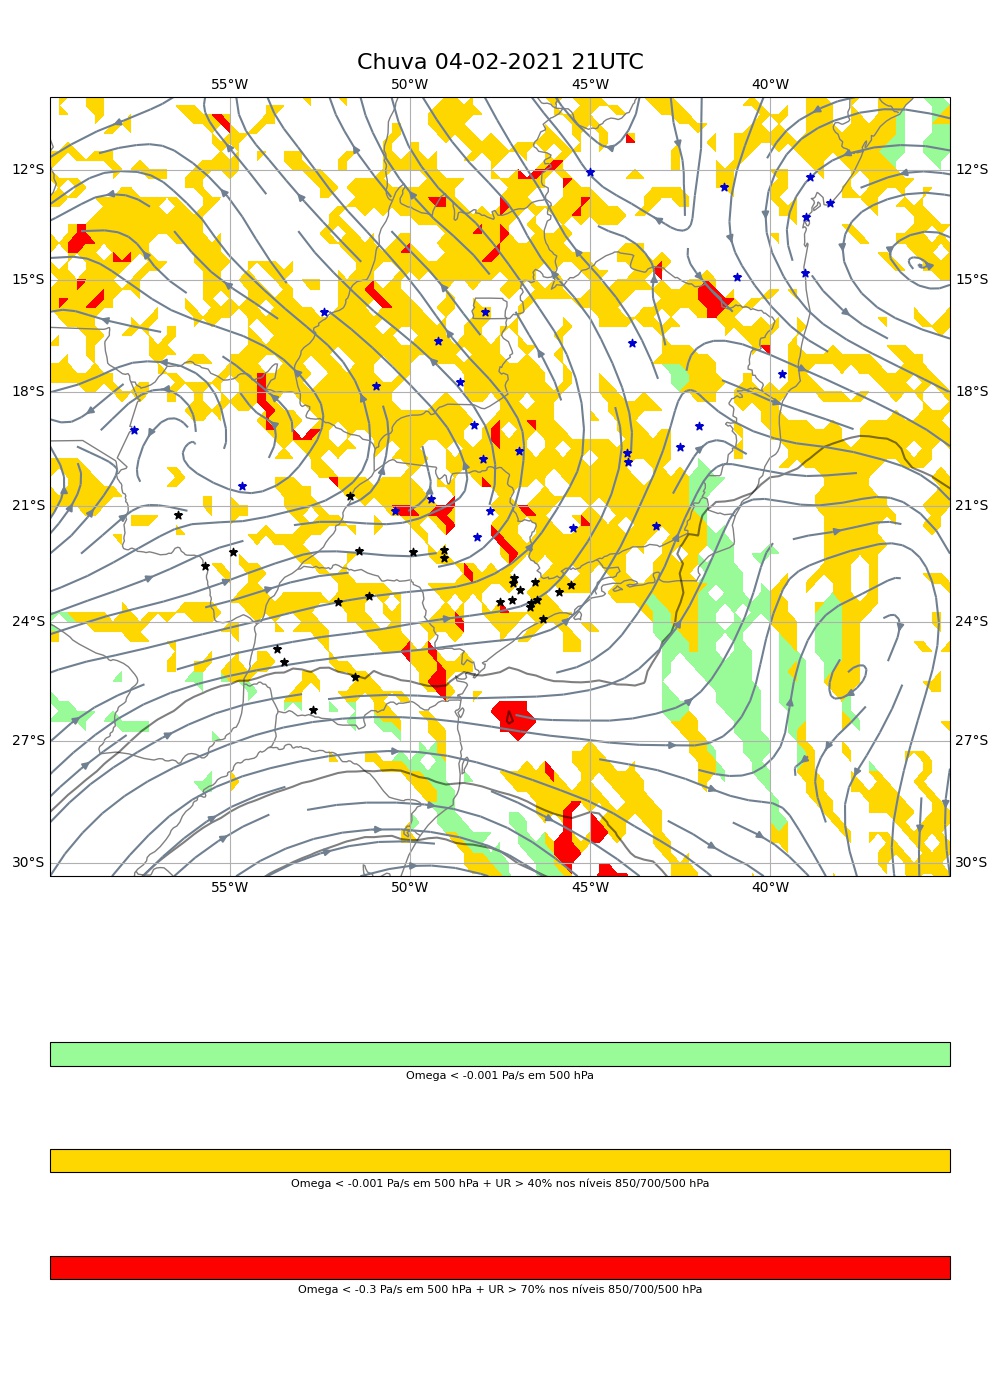 Chuva 04-02-2021 21UTC
55°W 50°W 45°W 40°W
12°S 12°S
15°S 15°S
18°S 18°S
21°S 21°S
24°S 24°S
27°S 27°S
30°S 30°S
55°W 50°W 45°W 40°W
Omega < -0.001 Pa/s em 500 hPa
Omega < -0.001 Pa/s em 500 hPa + UR > 40% nos níveis 850/700/500 hPa
Omega < -0.3 Pa/s em 500 hPa + UR > 70% nos níveis 850/700/500 hPa